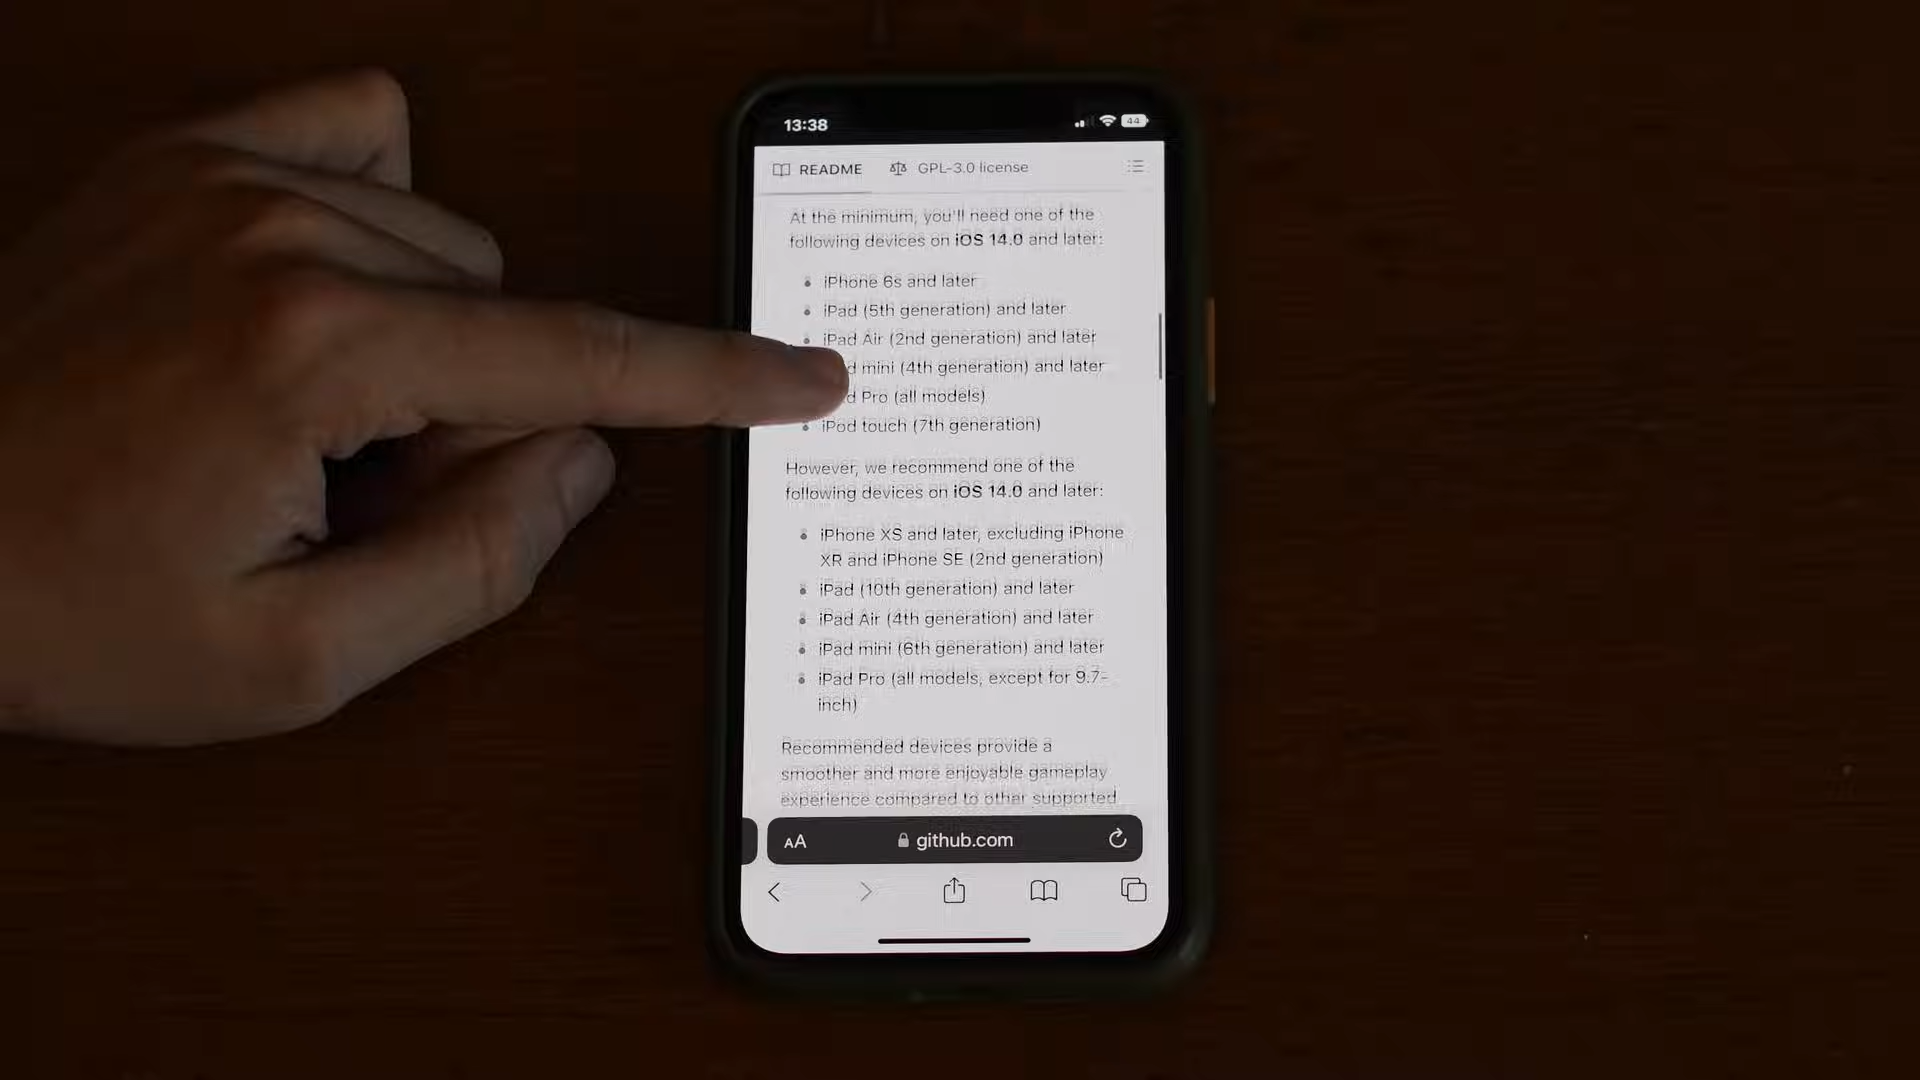 13:38
44
README GPL-3.0 license
At the minimum, you'll need one of the
following devices on iOS 14.0 and later:
iPhone 6s and later
iPad (5th generation) and later
iPad Air (2nd generation) and later
d mini (4th generation) and later
d Pro (all models)
iPod touch (7th generation)
However, we recommend one of the
following devices on iOS 14.0 and later:
iPhone XS and later, excluding iPhone
XR and iPhone SE (2nd generation)
iPad (10th generation) and later
iPad Air (4th generation) and later
iPad mini (6th generation) and later
iPad Pro (all models, except for 9.7-
inch)
Recommended devices provide a
smoother and more enjoyable gameplay
experience compared to other supported
AA github.com